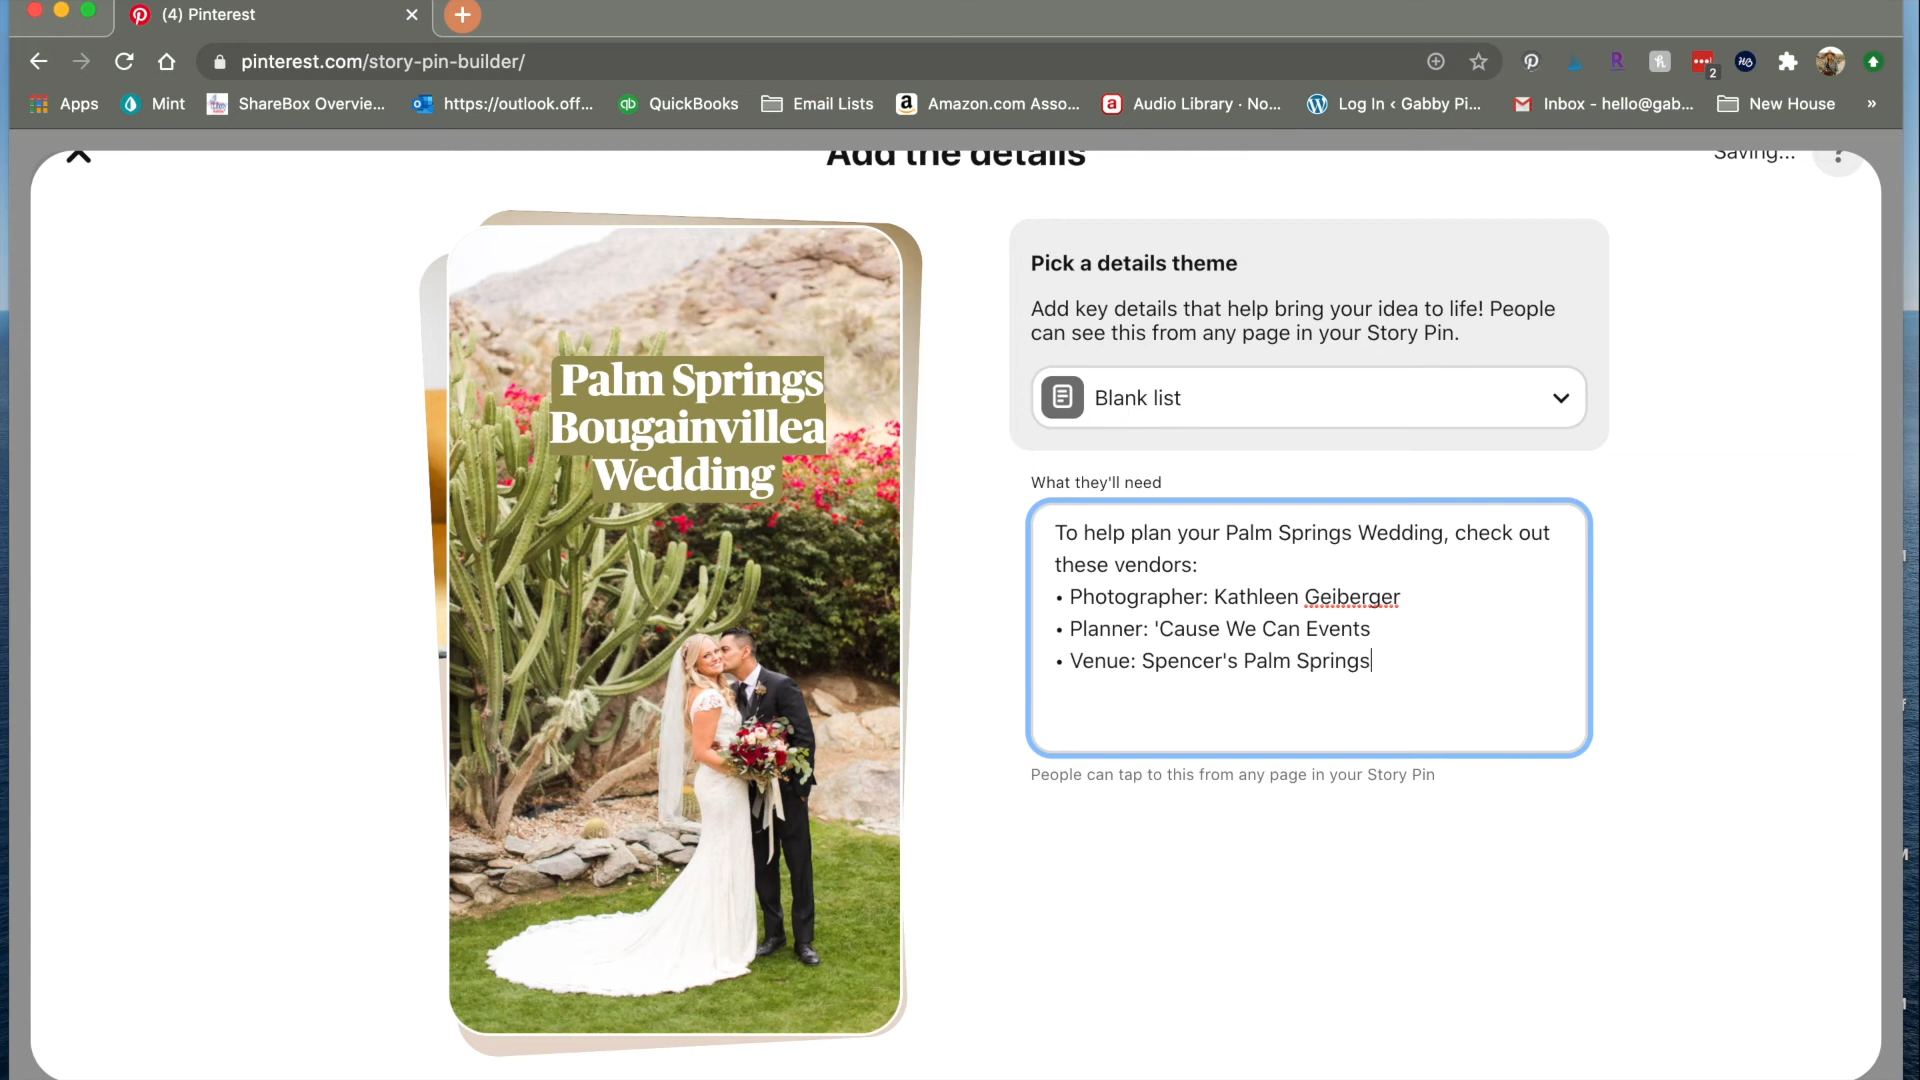 (4) Pinterest
pinterest.com/story-pin-builder/
2
Apps
Mint
ShareBox Overvie...
https://outlook.off...
QuickBooks
Email Lists
Amazon.com Asso...
Audio Library · No...
Log In ‹ Gabby Pi...
Inbox - hello@gab...
New House
»
Add the details
Saving...
Palm Springs
Bougainvillea
Wedding
Pick a details theme
Add key details that help bring your idea to life! People
can see this from any page in your Story Pin.
Blank list
What they'll need
To help plan your Palm Springs Wedding, check out
these vendors:
• Photographer: Kathleen Geiberger
• Planner: 'Cause We Can Events
• Venue: Spencer's Palm Springs
People can tap to this from any page in your Story Pin